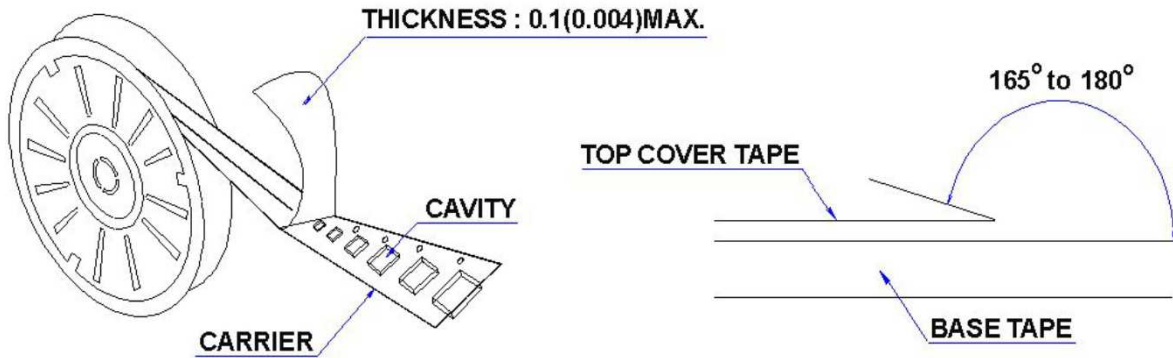 THICKNESS : 0.1(0.004)MAX.
165° to 180°
TOP COVER TAPE
CAVITY
CARRIER
BASE TAPE